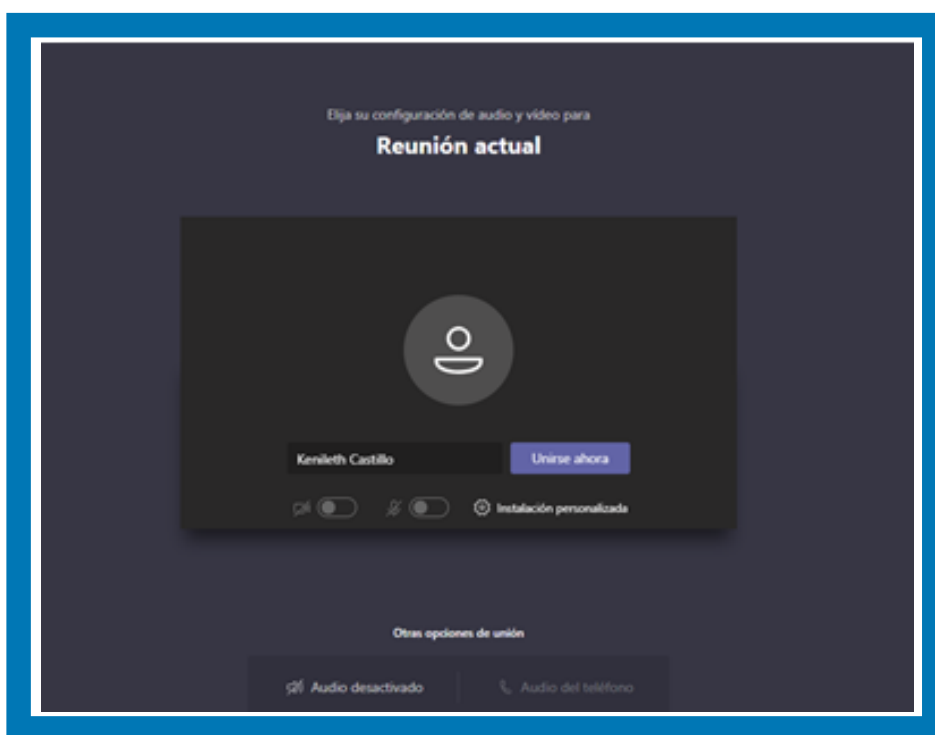 Elija su configuración de audio y vídeo para
Reunión actual
Kenileth Castillo
Unirse ahora
Instalación personalizada
Otras opciones de unión
Audio desactivado
Audio del teléfono